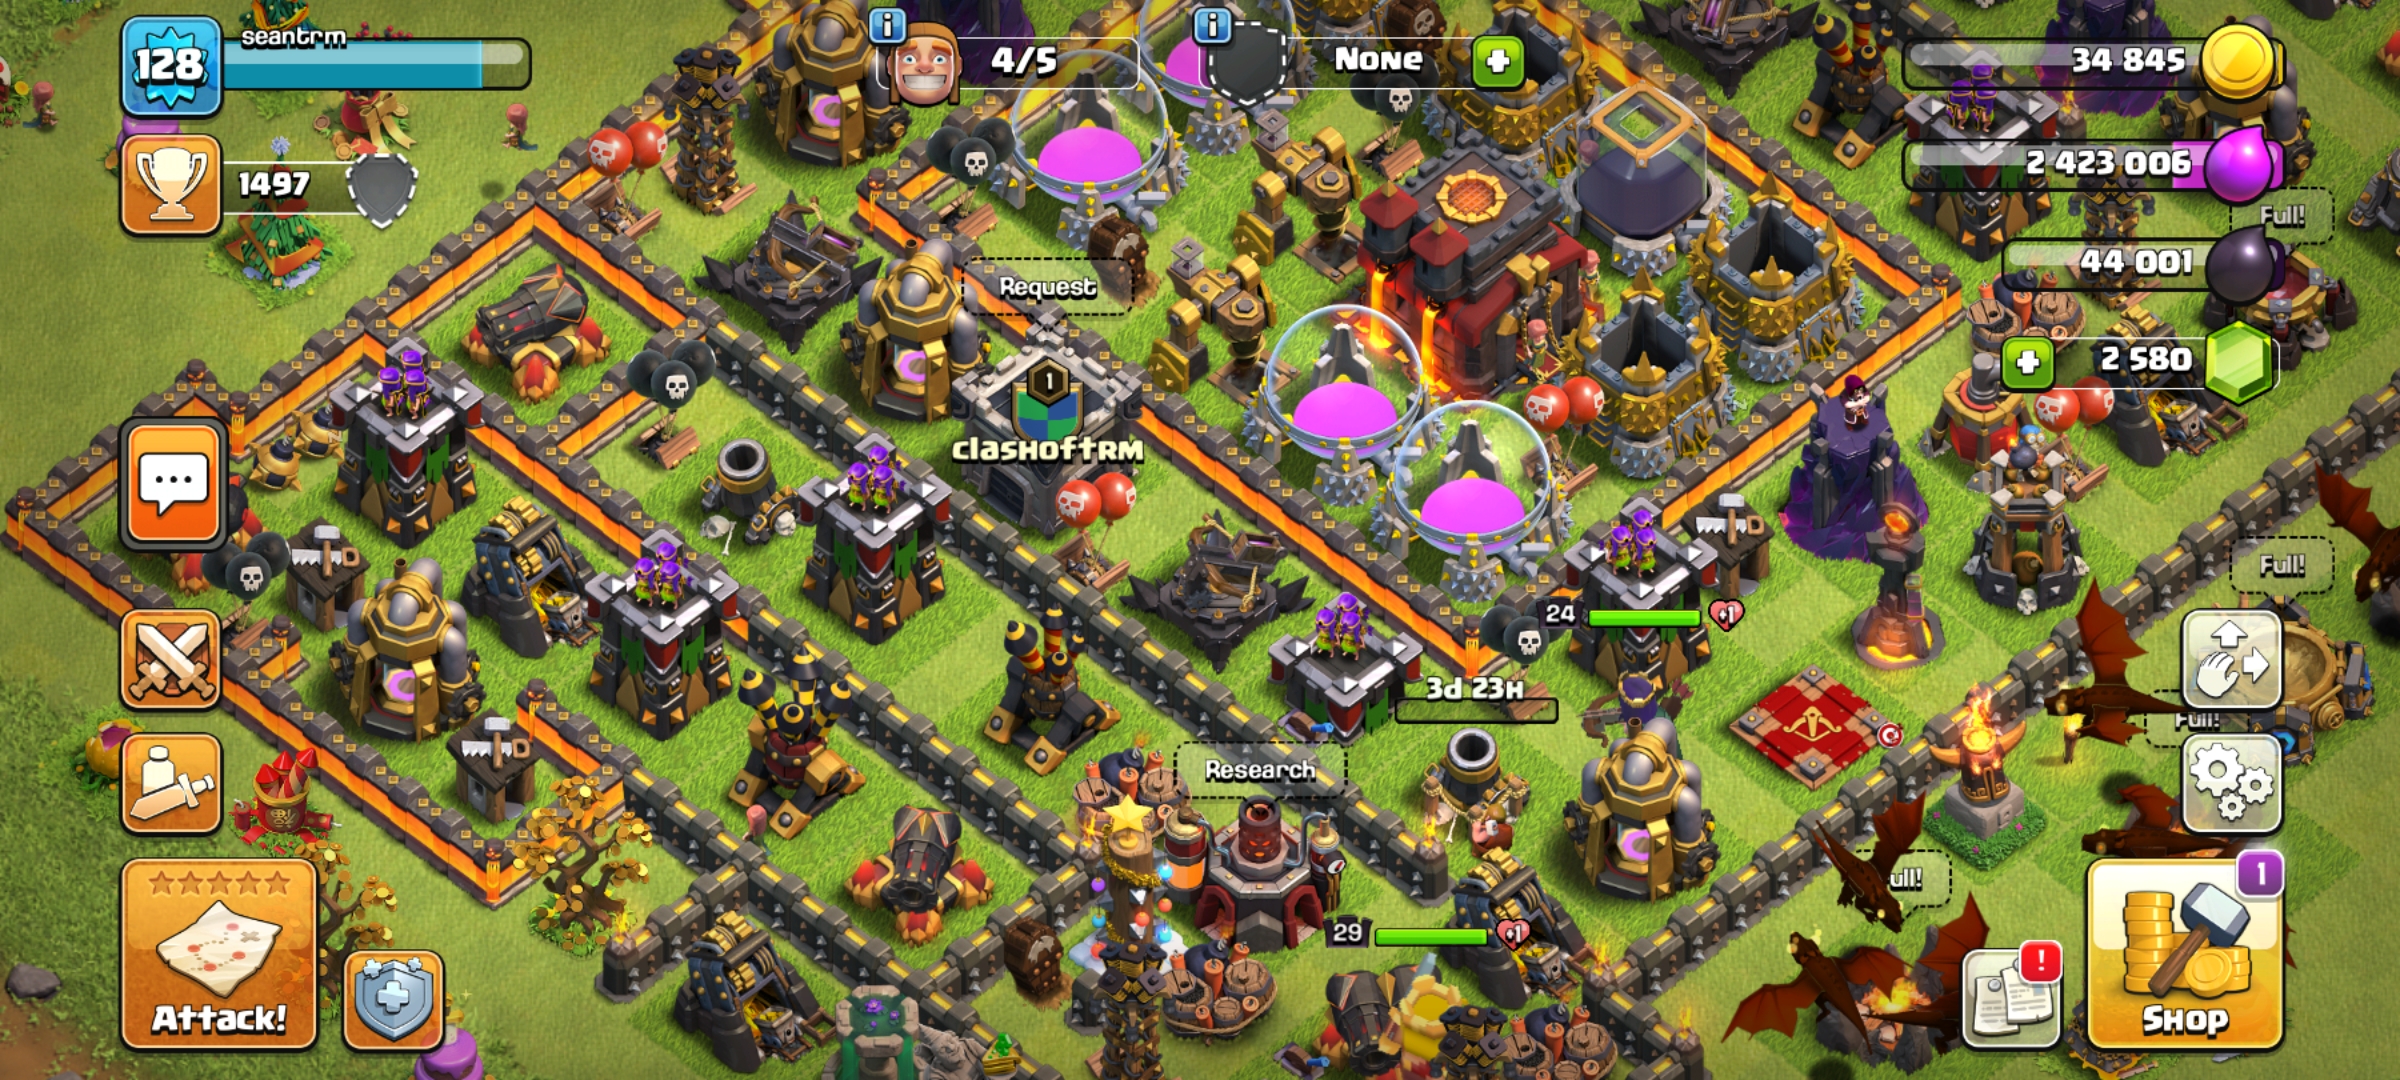 seantrm
128
4/5
None
34 845
1497
2 423 006
Full!
44 001
Request
2 580
1
clashofTRM
Full!
24
+1
3d 23h
Full!
Research
1
ull!
29
+1
!
Attack!
Shop